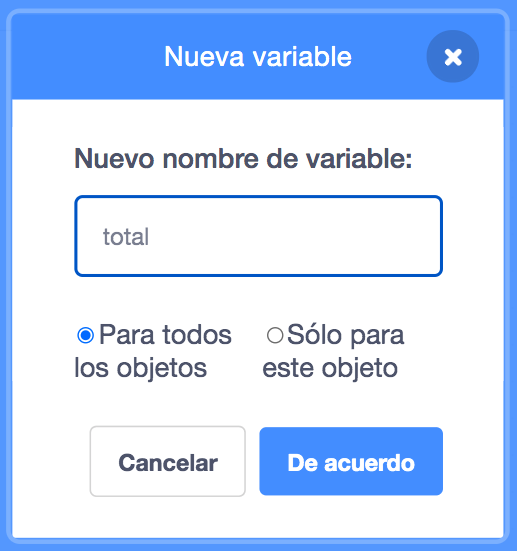 Nueva variable
Nuevo nombre de variable:
total
Para todos
los objetos
Sólo para
este objeto
Cancelar
De acuerdo